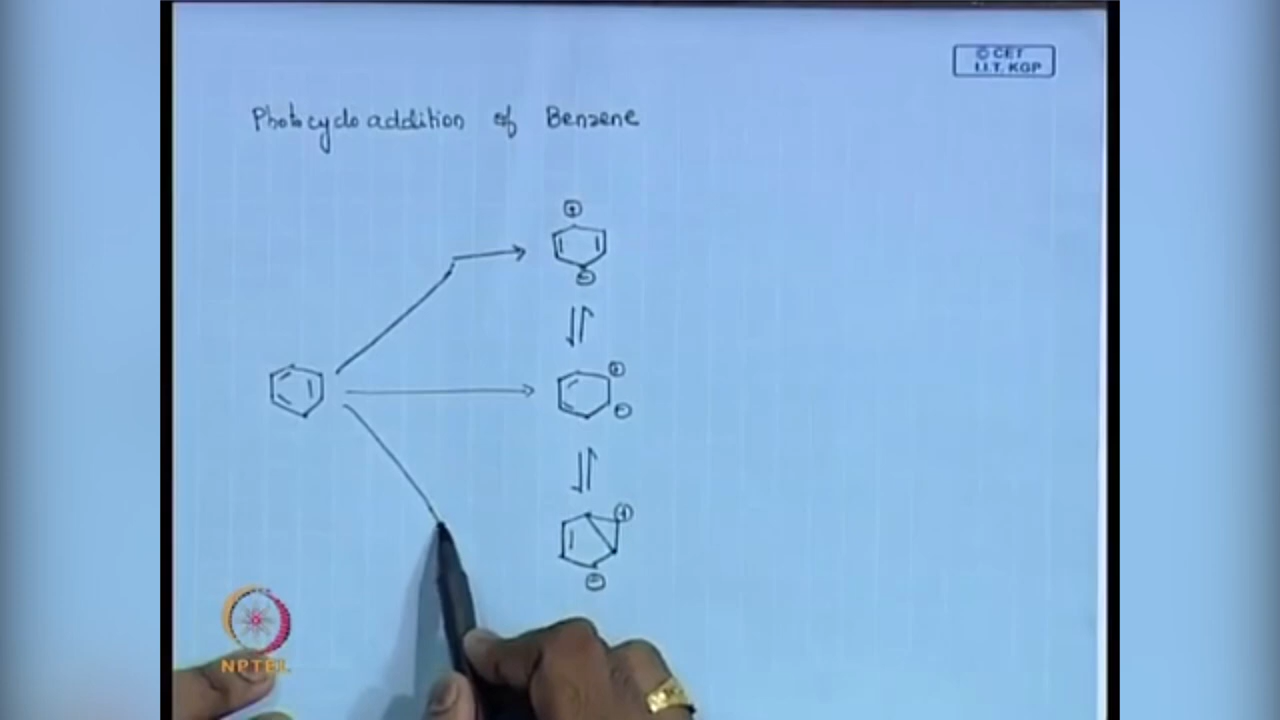 © CET
I.I.T. KGP
Photocycloaddition of Benzene
⊕
⊖
⊕
⊖
⊕
⊖
NPTEL